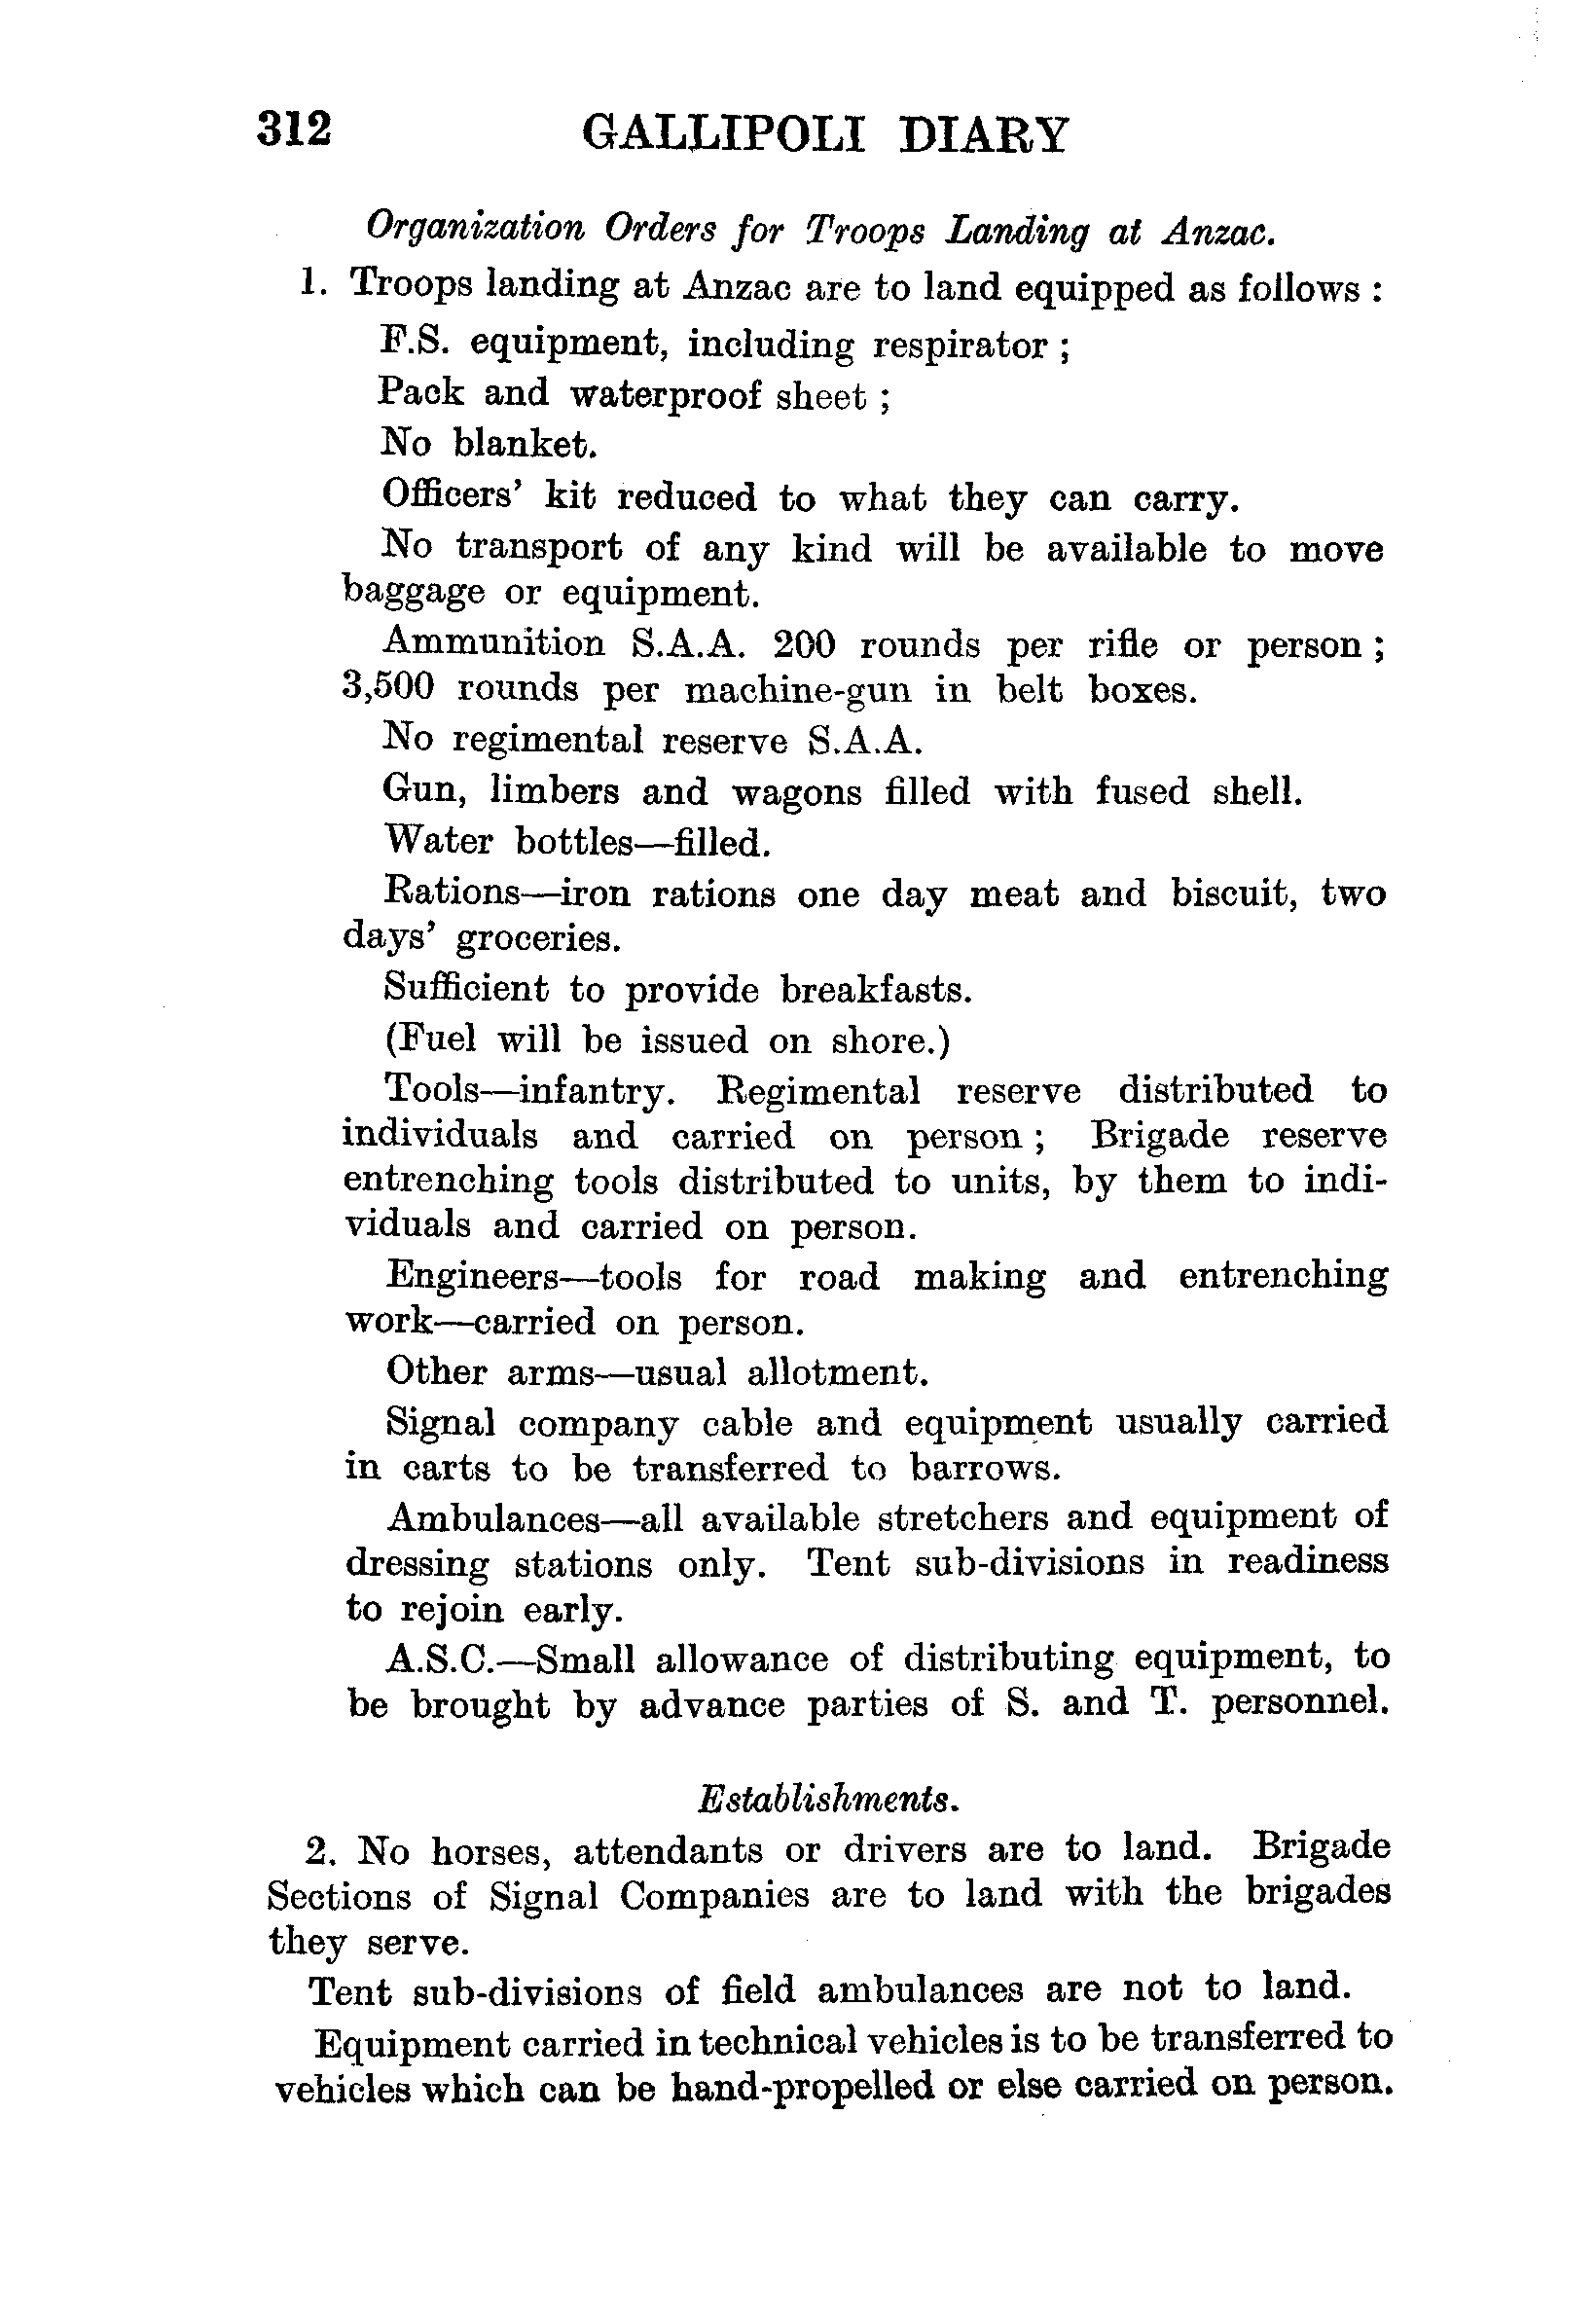 312 GALLIPOLI DIARY
Organization Orders for Troops Landing at Anzac.
1. Troops landing at Anzac are to land equipped as follows :
F.S. equipment, including respirator ;
Pack and waterproof sheet ;
No blanket.
Officers' kit reduced to what they can carry.
No transport of any kind will be available to move
baggage or equipment.
Ammunition S.A.A. 200 rounds per rifle or person ;
3,500 rounds per machine-gun in belt boxes.
No regimental reserve S.A.A.
Gun, limbers and wagons filled with fused shell.
Water bottles—filled.
Rations—iron rations one day meat and biscuit, two
days' groceries.
Sufficient to provide breakfasts.
(Fuel will be issued on shore.)
Tools—infantry. Regimental reserve distributed to
individuals and carried on person ; Brigade reserve
entrenching tools distributed to units, by them to indi-
viduals and carried on person.
Engineers—tools for road making and entrenching
work—carried on person.
Other arms—usual allotment.
Signal company cable and equipment usually carried
in carts to be transferred to barrows.
Ambulances—all available stretchers and equipment of
dressing stations only. Tent sub-divisions in readiness
to rejoin early.
A.S.C.—Small allowance of distributing equipment, to
be brought by advance parties of S. and T. personnel.
Establishments.
2. No horses, attendants or drivers are to land. Brigade
Sections of Signal Companies are to land with the brigades
they serve.
Tent sub-divisions of field ambulances are not to land.
Equipment carried in technical vehicles is to be transferred to
vehicles which can be hand-propelled or else carried on person.